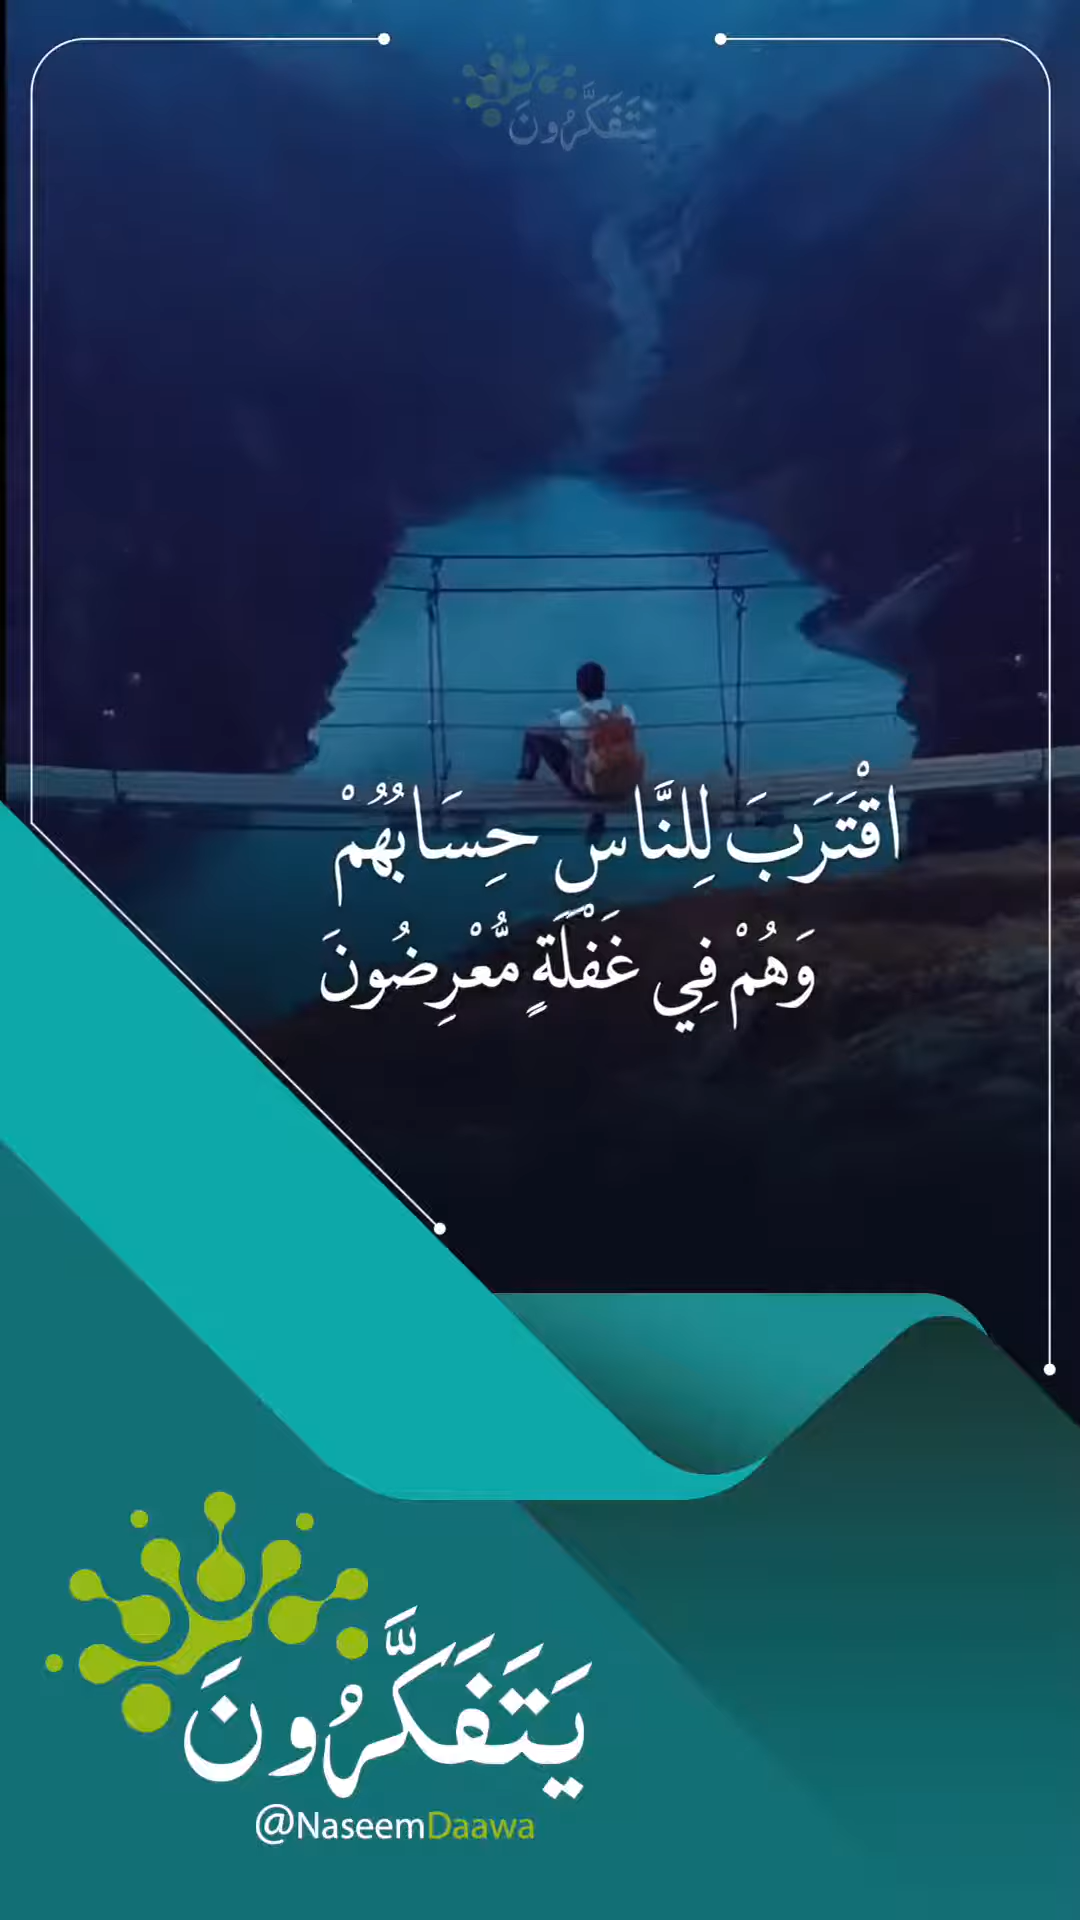 يَتَفَكَّرُونَ
اقْتَرَبَ لِلنَّاسِ حِسَابُهُمْ
وَهُمْ فِي غَفْلَةٍ مُّعْرِضُونَ
يَتَفَكَّرُونَ
@NaseemDaawa